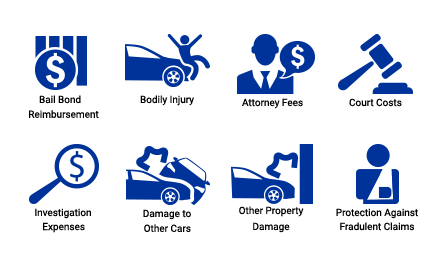 $
$
Bail Bond
Reimbursement
Bodily Injury
Attorney Fees
Court Costs
$
Investigation
Expenses
Damage to
Other Cars
Other Property
Damage
Protection Against
Fradulent Claims